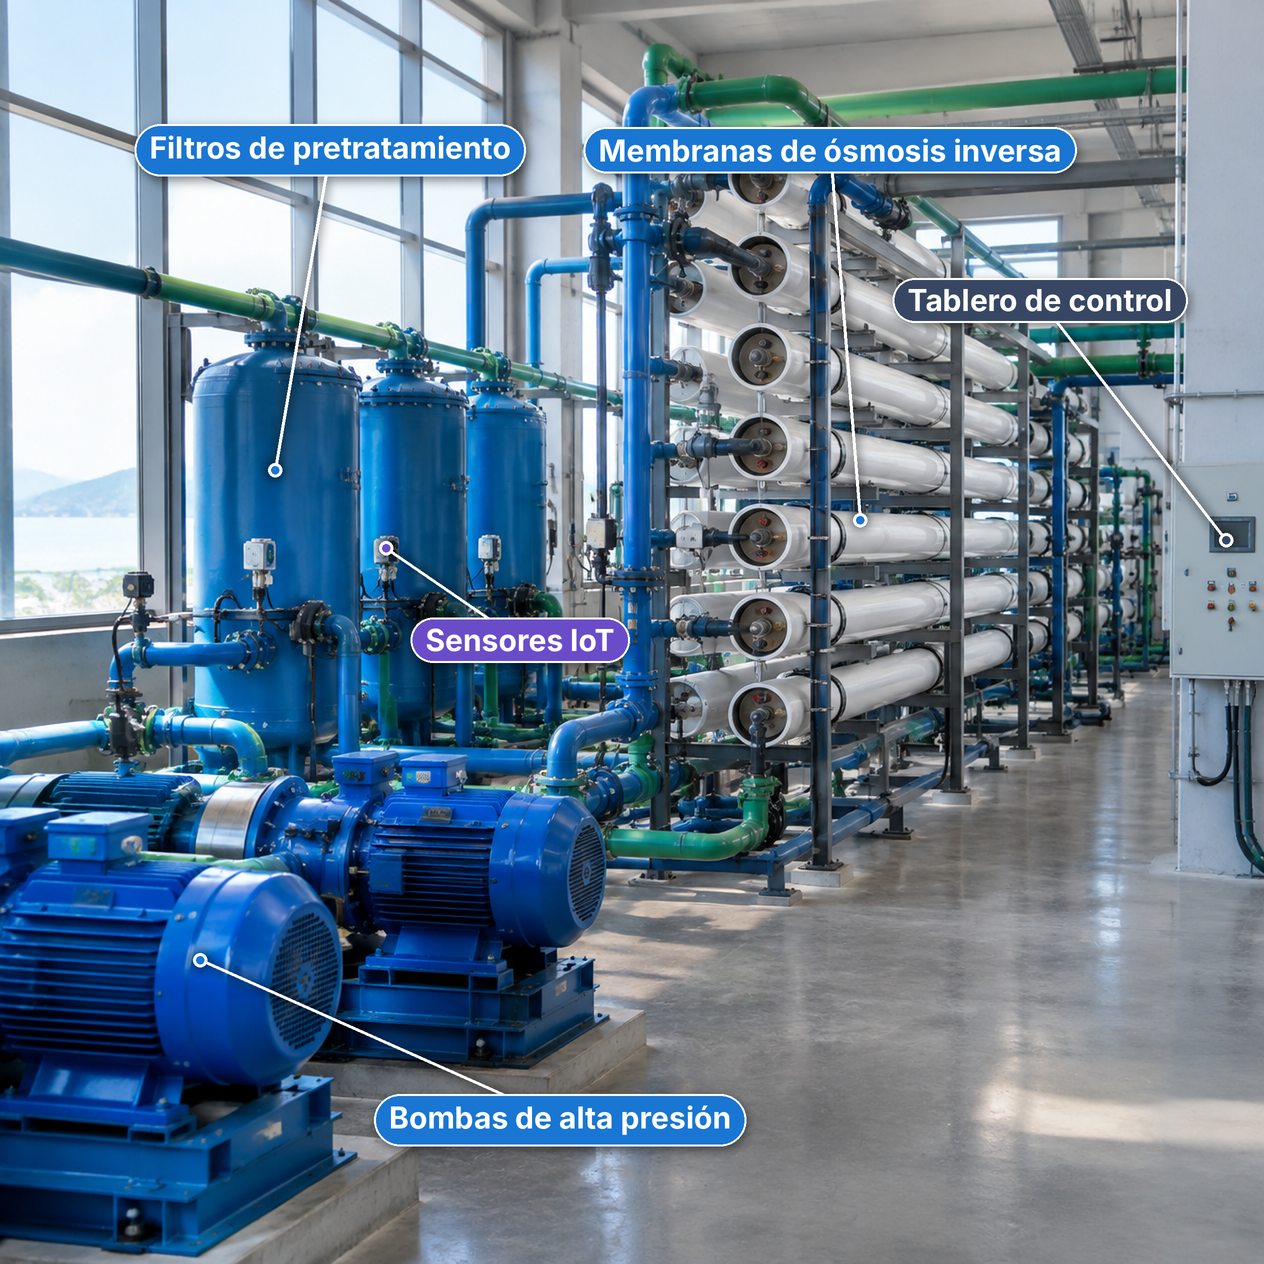 Filtros de pretratamiento
Membranas de ósmosis inversa
Tablero de control
Sensores IoT
Bombas de alta presión